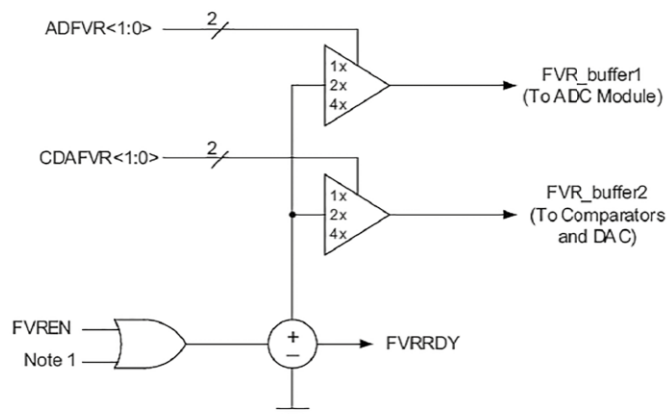 ADFVR<1:0>
2
1x
2x
4x
FVR_buffer1
(To ADC Module)
CDAFVR<1:0>
2
1x
2x
4x
FVR_buffer2
(To Comparators
and DAC)
FVREN
Note 1
+
−
FVRRDY